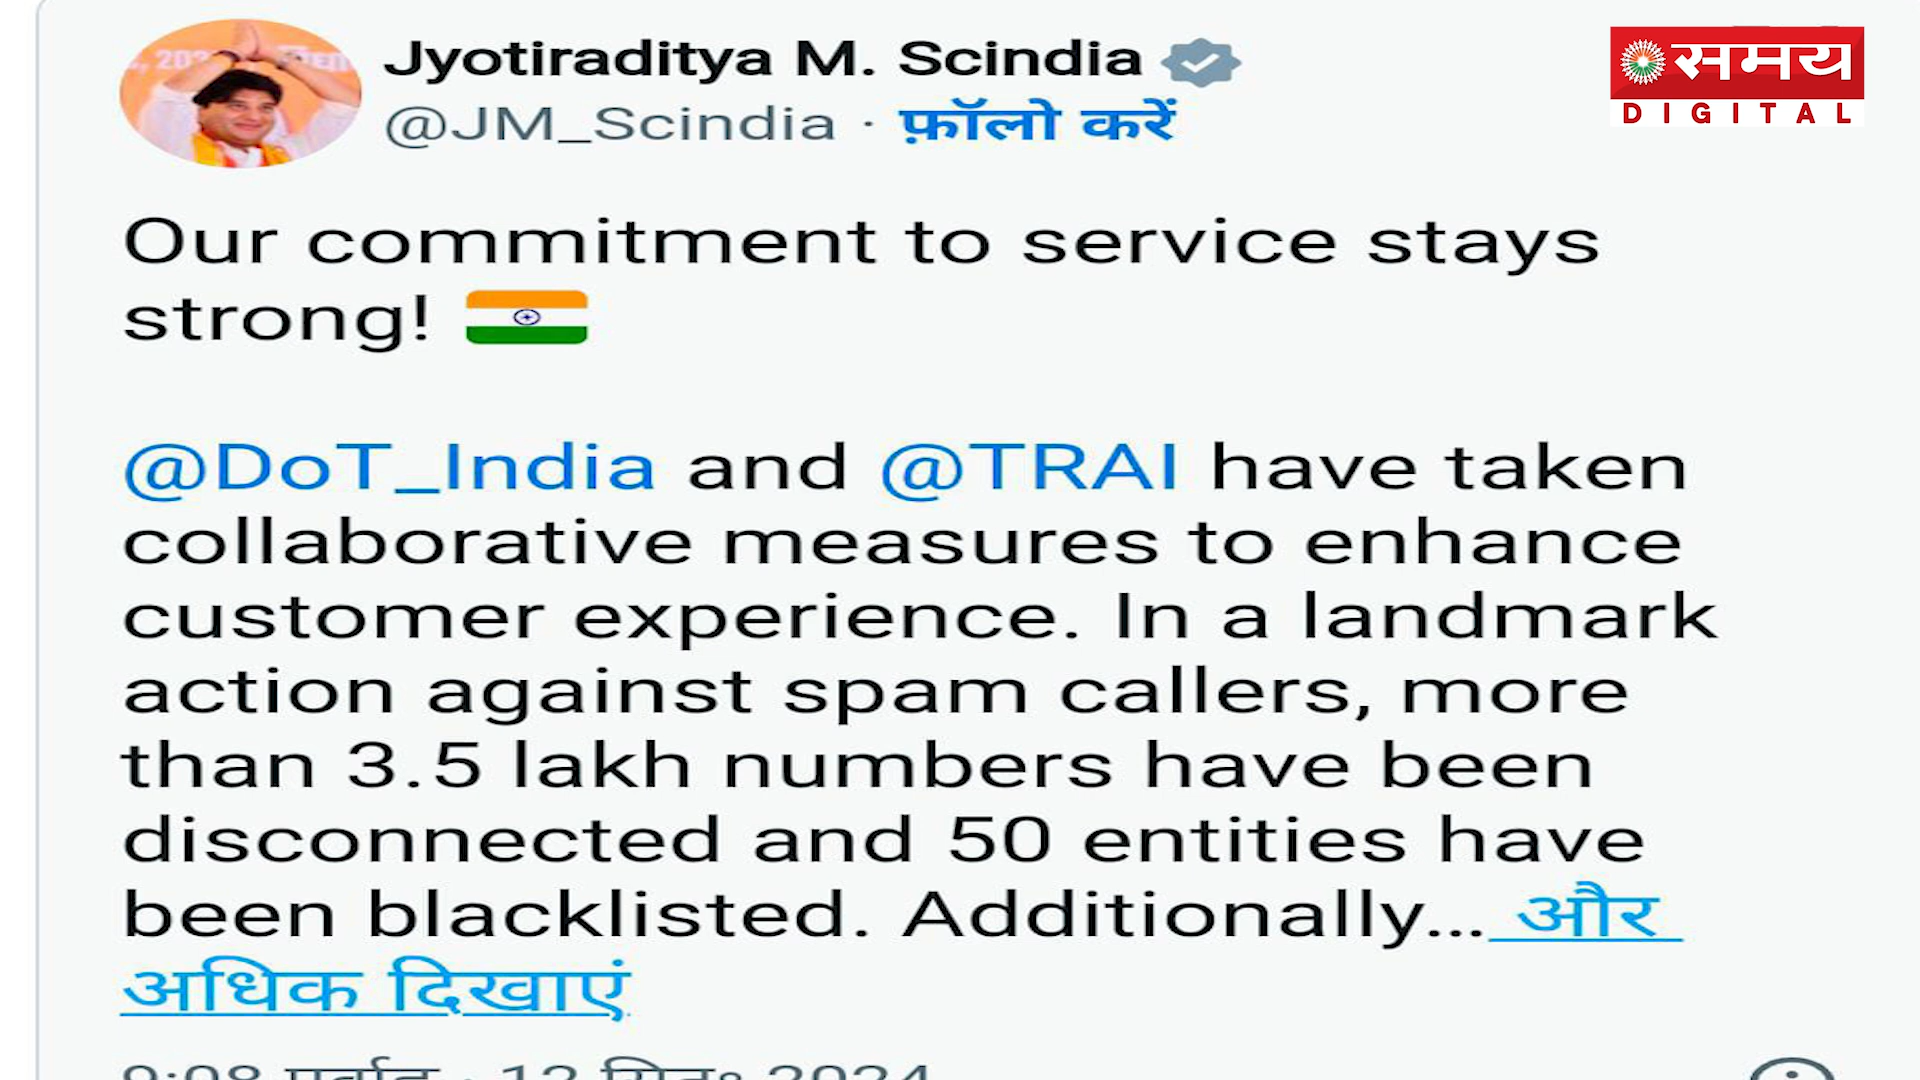 Jyotiraditya M. Scindia
@JM_Scindia · फ़ॉलो करें
समय
DIGITAL
Our commitment to service stays
strong! 🇮🇳
@DoT_India and @TRAI have taken
collaborative measures to enhance
customer experience. In a landmark
action against spam callers, more
than 3.5 lakh numbers have been
disconnected and 50 entities have
been blacklisted. Additionally... और
अधिक दिखाएं
2024